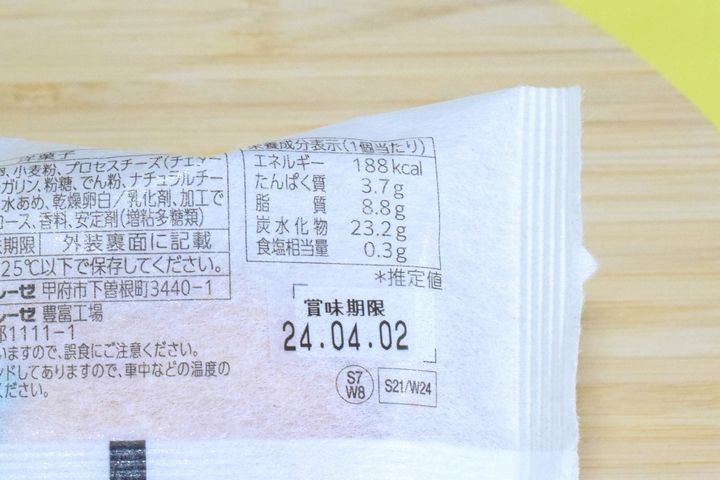 洋菓子
小麦粉、プロセスチーズ(チェダー
ガリン、粉糖、でん粉、ナチュラルチー
水あめ、乾燥卵白/乳化剤、加工で
ロース、香料、安定剤(増粘多糖類)
期限 外装裏面に記載
25℃以下で保存してください。
ーゼ 甲府市下曽根町3440-1
ーゼ 豊富工場
1111-1
いますので、誤食にご注意ください。
ンドしてありますので、車中などの温度の
ください。
栄養成分表示(1個当たり)
エネルギー 188kcal
たんぱく質 3.7g
脂質 8.8g
炭水化物 23.2g
食塩相当量 0.3g
*推定値
賞味期限
24.04.02
S7
W8
S21/W24